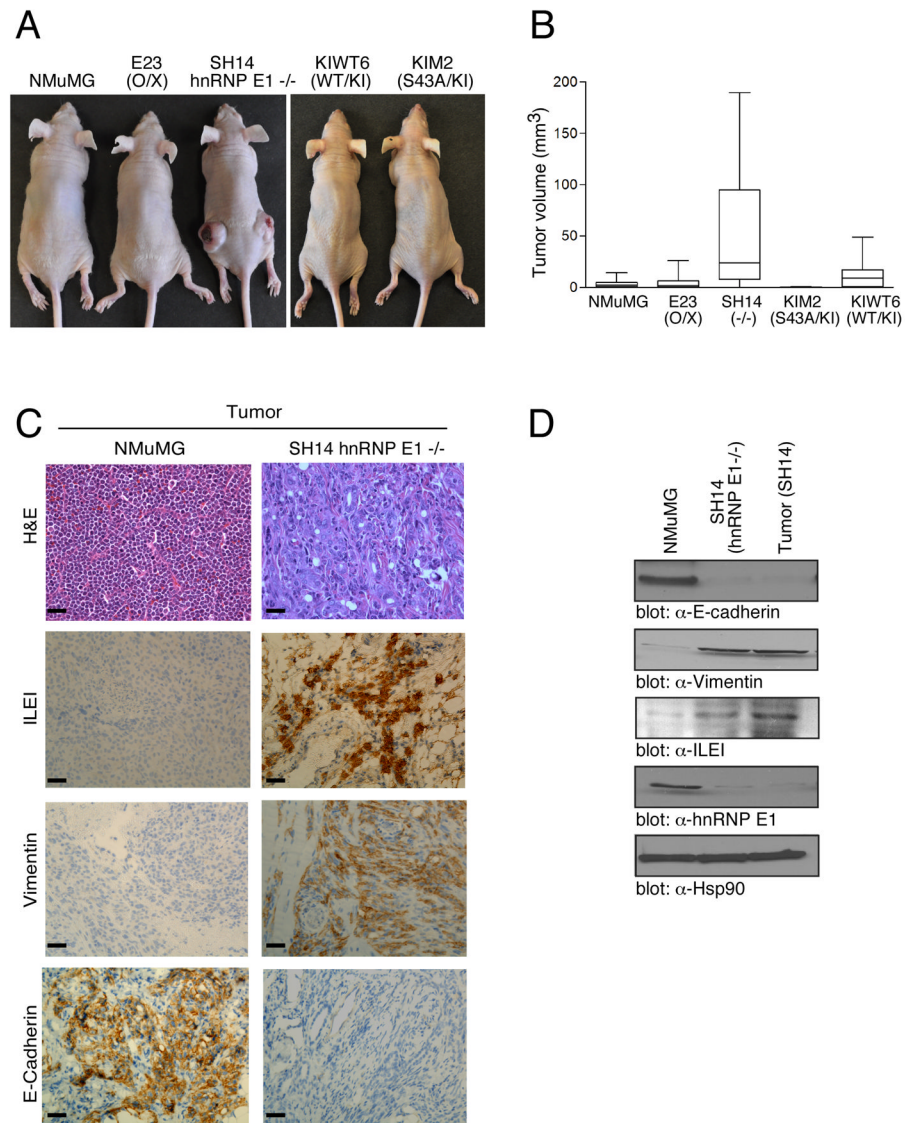 A
NMuMG
E23
(O/X)
SH14
hnRNP E1 -/-
KIWT6
(WT/KI)
KIM2
(S43A/KI)
B
Tumor volume (mm3)
200
150
100
50
0
NMuMG
E23
(O/X)
SH14
(-/-)
KIM2
(S43A/KI)
KIWT6
(WT/KI)
C
Tumor
NMuMG
SH14 hnRNP E1 -/-
H&E
ILEI
Vimentin
E-Cadherin
D
NMuMG
SH14
(hnRNP E1-/-)
Tumor (SH14)
blot: α-E-cadherin
blot: α-Vimentin
blot: α-ILEI
blot: α-hnRNP E1
blot: α-Hsp90